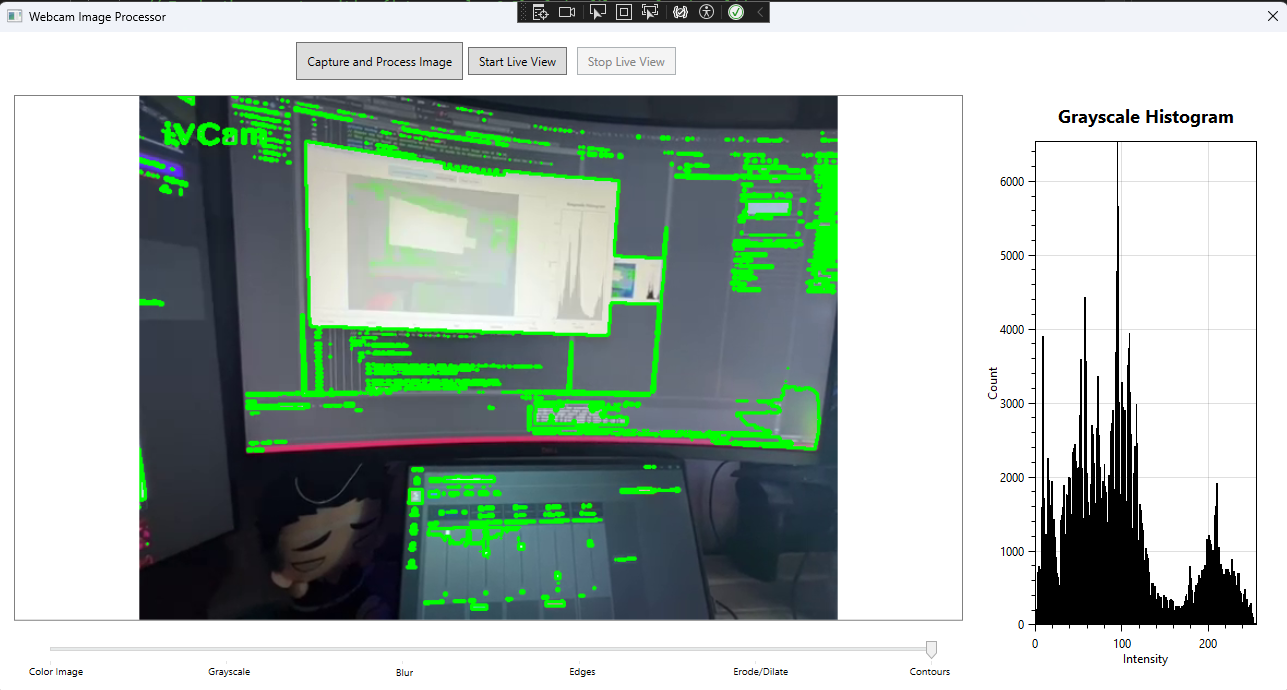 Webcam Image Processor
Capture and Process Image
Start Live View
Stop Live View
iVCam
Grayscale Histogram
Count
6000
5000
4000
3000
2000
1000
0
0
100
200
Intensity
Color Image
Grayscale
Blur
Edges
Erode/Dilate
Contours